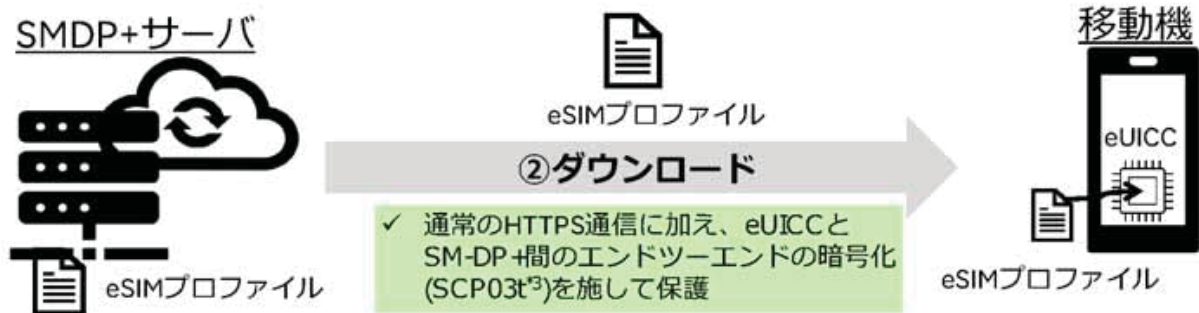 SMDP+サーバ
移動機
eSIMプロファイル
eUICC
②ダウンロード
✓ 通常のHTTPS通信に加え、eUICCと
SM-DP+間のエンドツーエンドの暗号化
(SCP03t*3)を施して保護
eSIMプロファイル
eSIMプロファイル